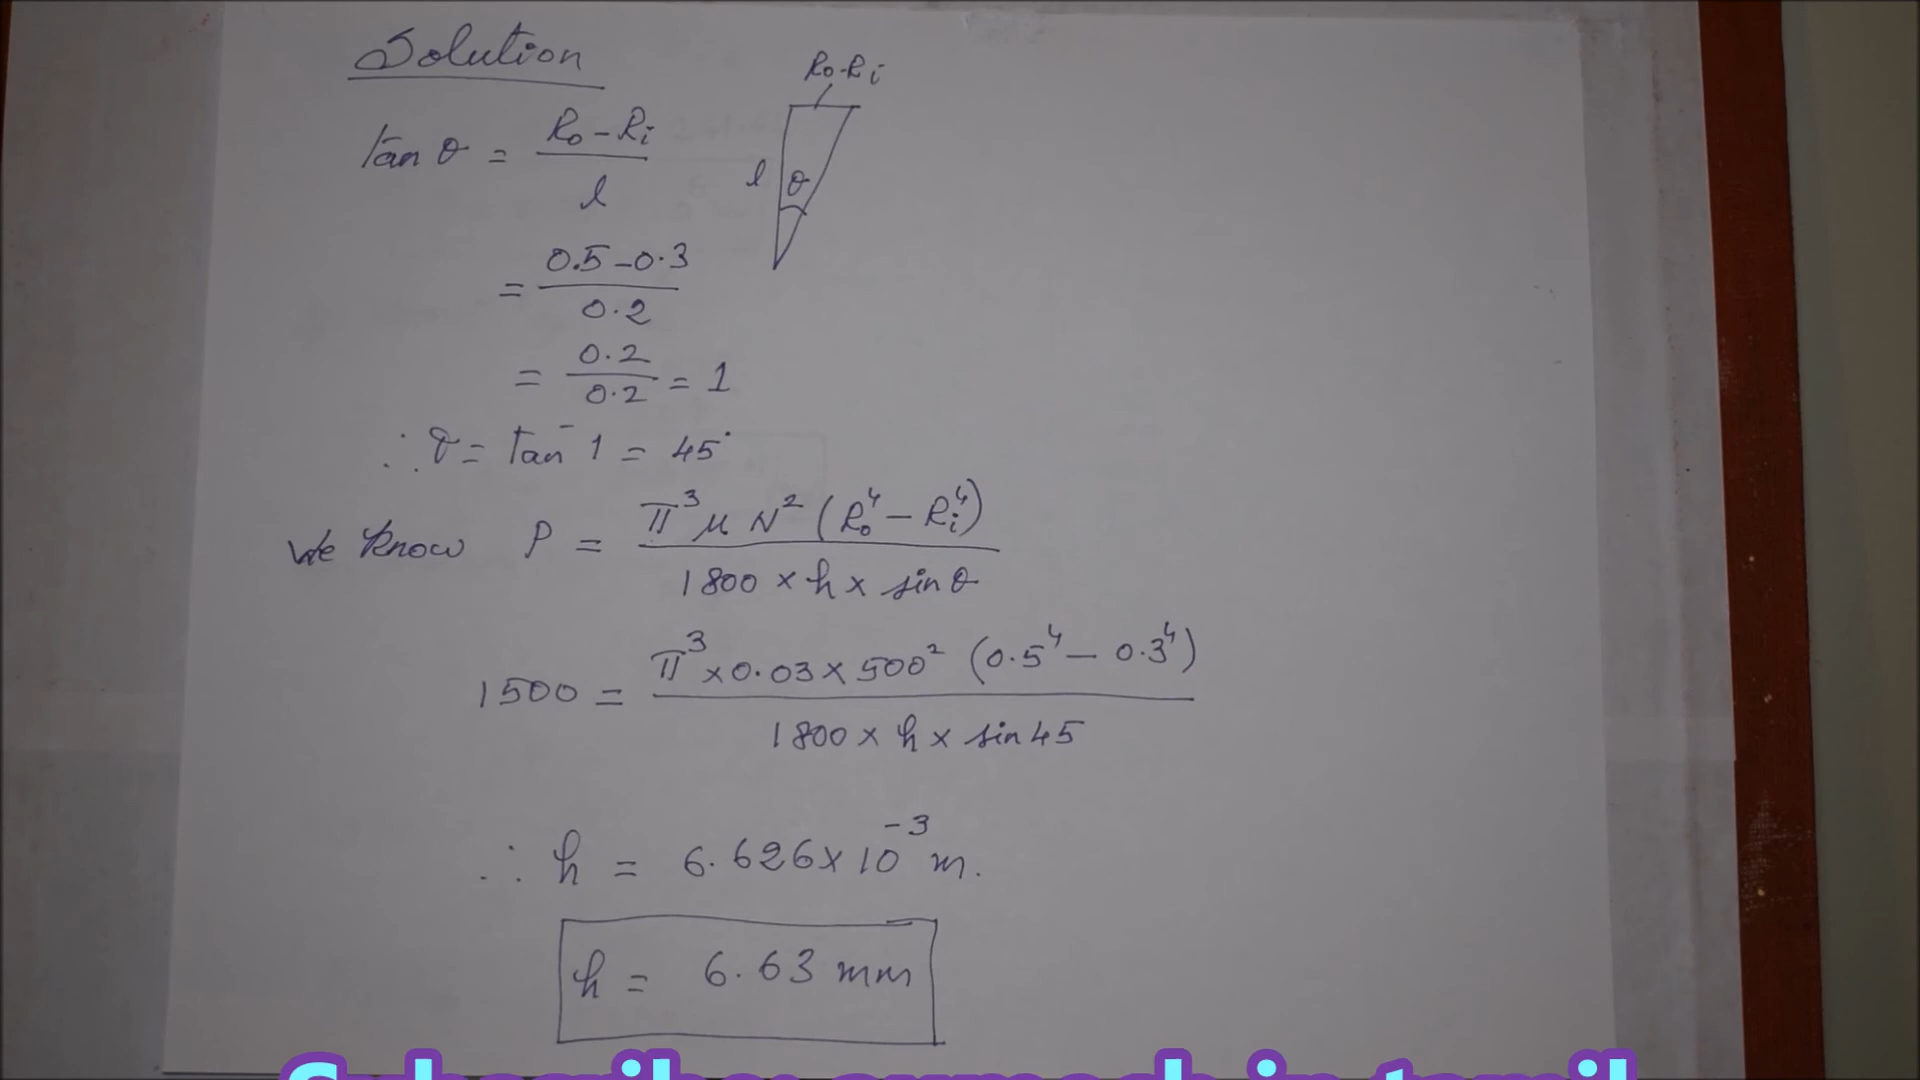 Solution
Ro-Ri
tan θ = Ro - Ri / l
l θ
= 0.5 - 0.3 / 0.2
= 0.2 / 0.2 = 1
∴ θ = tan⁻ 1 = 45°
We know P = π³ μ N² (Ro⁴ - Ri⁴) / 1800 × h × sin θ
1500 = π³ × 0.03 × 500² (0.5⁴ - 0.3⁴) / 1800 × h × sin 45
∴ h = 6.626 × 10⁻³ m.
h = 6.63 mm